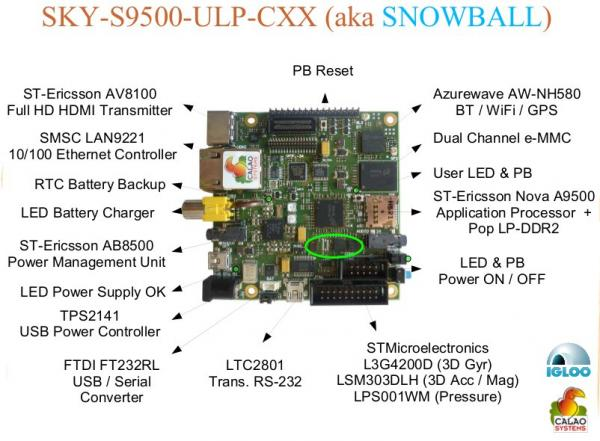 SKY-S9500-ULP-CXX (aka SNOWBALL)
PB Reset
ST-Ericsson AV8100
Full HD HDMI Transmitter
SMSC LAN9221
10/100 Ethernet Controller
RTC Battery Backup
LED Battery Charger
ST-Ericsson AB8500
Power Management Unit
LED Power Supply OK
TPS2141
USB Power Controller
FTDI FT232RL
USB / Serial
Converter
LTC2801
Trans. RS-232
STMicroelectronics
L3G4200D (3D Gyr)
LSM303DLH (3D Acc / Mag)
LPS001WM (Pressure)
Azurewave AW-NH580
BT / WiFi / GPS
Dual Channel e-MMC
User LED & PB
ST-Ericsson Nova A9500
Application Processor +
Pop LP-DDR2
LED & PB
Power ON / OFF
CALAO
SYSTEMS
IGLOO
CALAO
SYSTEMS